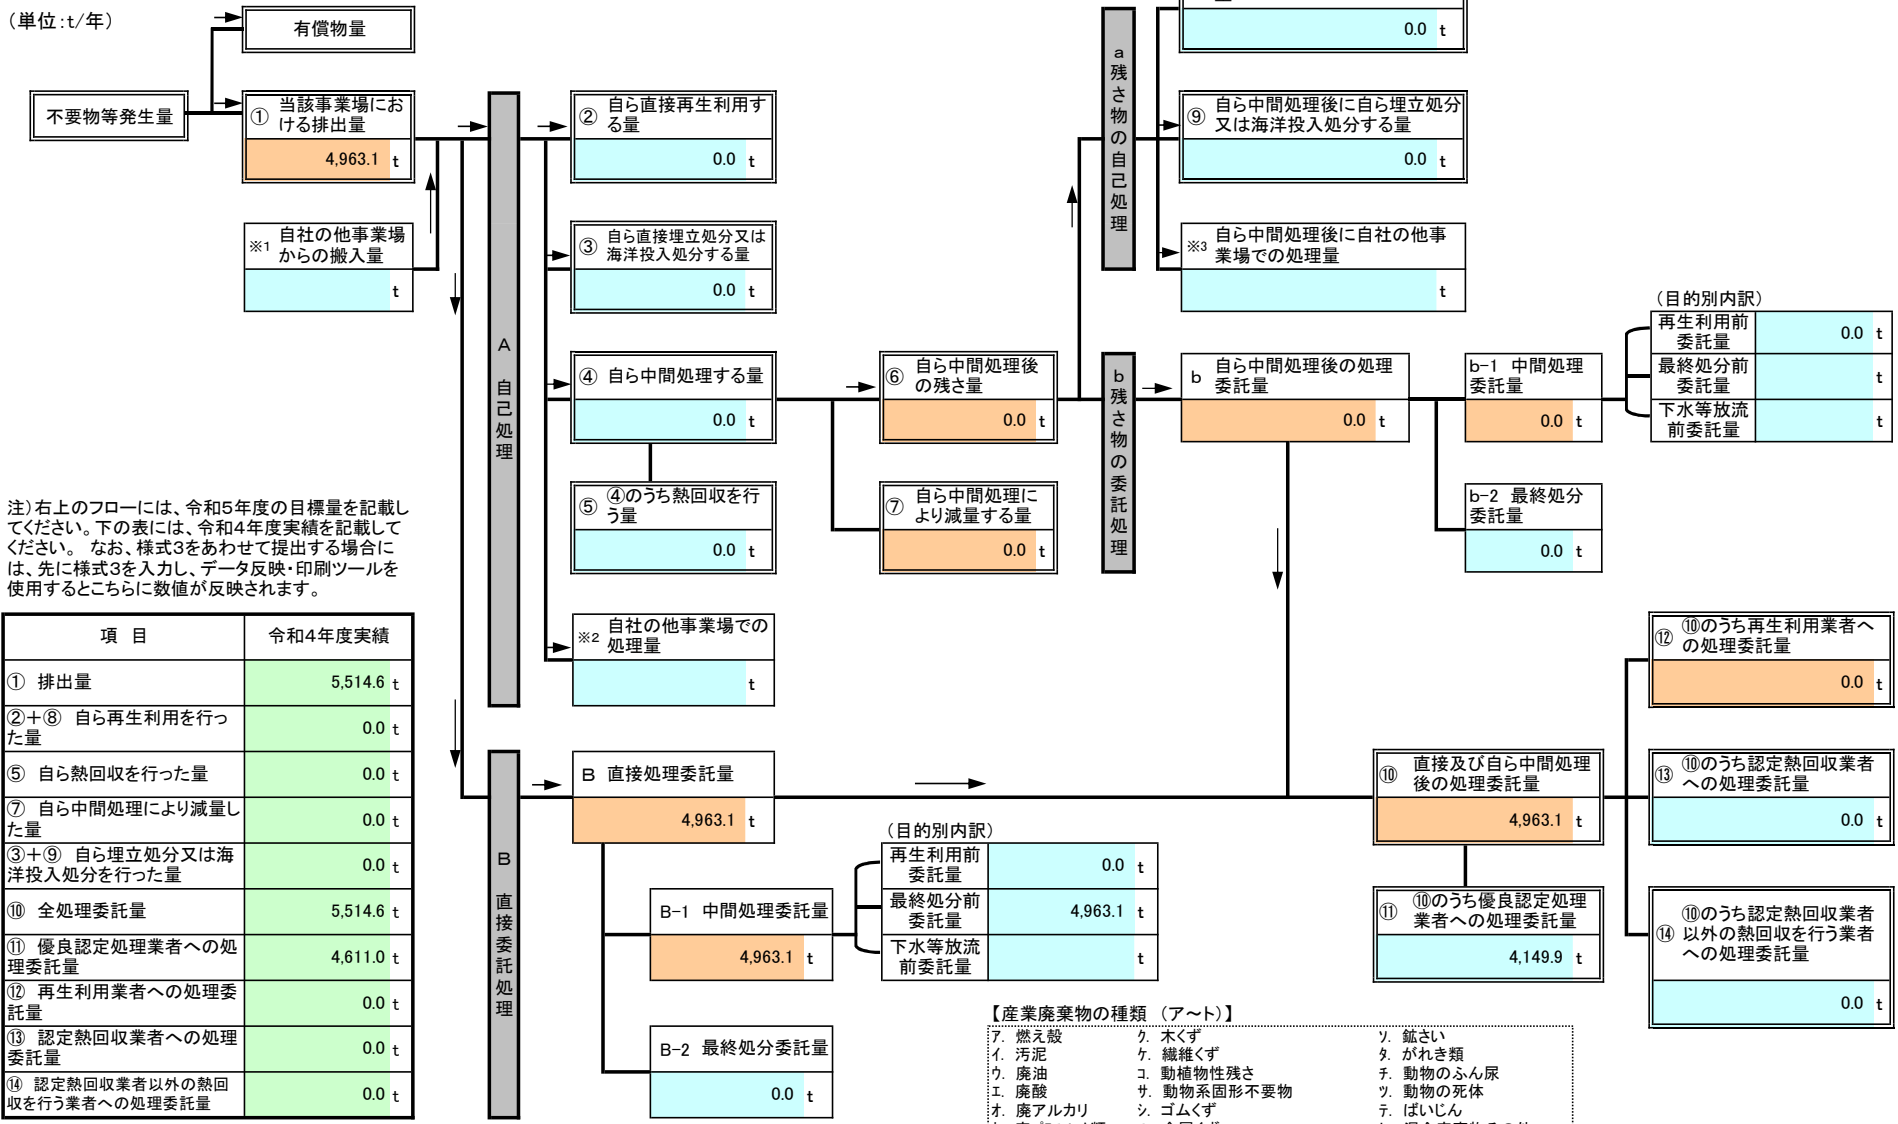 (単位:t/年)
有償物量
不要物等発生量
① 当該事業場にお
ける排出量
4,963.1 t
※1 自社の他事業場
からの搬入量
t
A 自己処理
② 自ら直接再生利用す
る量
0.0 t
③ 自ら直接埋立処分又は
海洋投入処分する量
0.0 t
④ 自ら中間処理する量
0.0 t
⑤ ④のうち熱回収を行
う量
0.0 t
※2 自社の他事業場での
処理量
t
⑥ 自ら中間処理後
の残さ量
0.0 t
⑦ 自ら中間処理に
より減量する量
0.0 t
a 残さ物の自己処理
0.0 t
⑨ 自ら中間処理後に自ら埋立処分
又は海洋投入処分する量
0.0 t
※3 自ら中間処理後に自社の他事
業場での処理量
t
b 残さ物の委託処理
b 自ら中間処理後の処理
委託量
0.0 t
b-1 中間処理
委託量
0.0 t
b-2 最終処分
委託量
0.0 t
(目的別内訳)
再生利用前
委託量
0.0 t
最終処分前
委託量
t
下水等放流
前委託量
t
注)右上のフローには、令和5年度の目標量を記載し
てください。下の表には、令和4年度実績を記載して
ください。 なお、様式3をあわせて提出する場合に
は、先に様式3を入力し、データ反映・印刷ツールを
使用するとこちらに数値が反映されます。
項 目 令和4年度実績
① 排出量 5,514.6 t
②+⑧ 自ら再生利用を行っ
た量
0.0 t
⑤ 自ら熱回収を行った量 0.0 t
⑦ 自ら中間処理により減量し
た量
0.0 t
③+⑨ 自ら埋立処分又は海
洋投入処分を行った量
0.0 t
⑩ 全処理委託量 5,514.6 t
⑪ 優良認定処理業者への処
理委託量
4,611.0 t
⑫ 再生利用業者への処理委
託量
0.0 t
⑬ 認定熱回収業者への処理
委託量
0.0 t
⑭ 認定熱回収業者以外の熱回
収を行う業者への処理委託量
0.0 t
B 直接委託処理
B 直接処理委託量
4,963.1 t
B-1 中間処理委託量
4,963.1 t
B-2 最終処分委託量
0.0 t
(目的別内訳)
再生利用前
委託量
0.0 t
最終処分前
委託量
4,963.1 t
下水等放流
前委託量
t
⑩ 直接及び自ら中間処理
後の処理委託量
4,963.1 t
⑪ ⑩のうち優良認定処理
業者への処理委託量
4,149.9 t
⑫ ⑩のうち再生利用業者へ
の処理委託量
0.0 t
⑬ ⑩のうち認定熱回収業者
への処理委託量
0.0 t
⑭ ⑩のうち認定熱回収業者
以外の熱回収を行う業者
への処理委託量
0.0 t
【産業廃棄物の種類 (ア~ト)】
ア. 燃え殻 ク. 木くず ソ. 鉱さい
イ. 汚泥 ケ. 繊維くず タ. がれき類
ウ. 廃油 コ. 動植物性残さ チ. 動物のふん尿
エ. 廃酸 サ. 動物系固形不要物 ツ. 動物の死体
オ. 廃アルカリ シ. ゴムくず テ. ばいじん